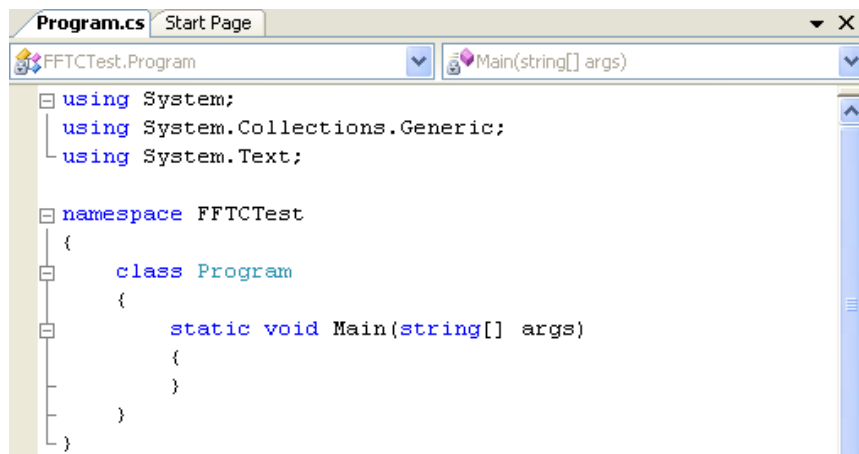 Program.cs Start Page
FFTCTest.Program Main(string[] args)
using System;
using System.Collections.Generic;
using System.Text;
namespace FFTCTest
{
class Program
{
static void Main(string[] args)
{
}
}
}